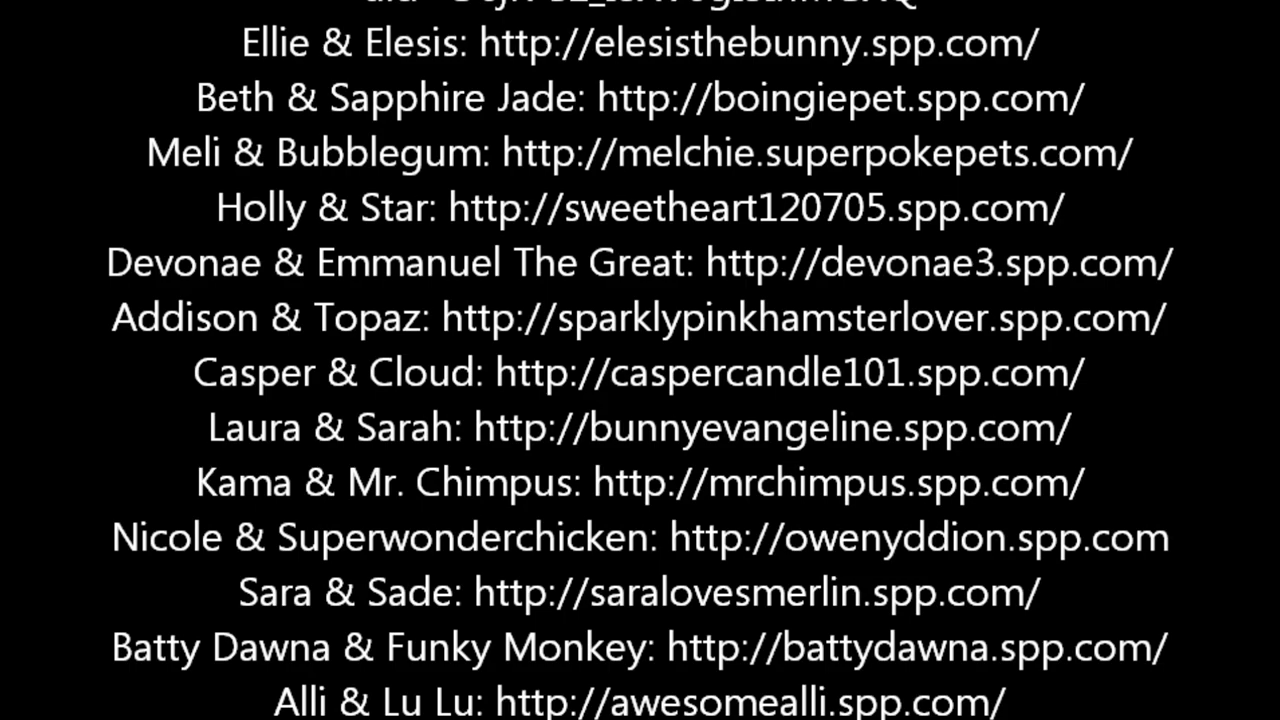 Ellie & Elesis: http://elesisthebunny.spp.com/
Beth & Sapphire Jade: http://boingiepet.spp.com/
Meli & Bubblegum: http://melchie.superpokepets.com/
Holly & Star: http://sweetheart120705.spp.com/
Devonae & Emmanuel The Great: http://devonae3.spp.com/
Addison & Topaz: http://sparklypinkhamsterlover.spp.com/
Casper & Cloud: http://caspercandle101.spp.com/
Laura & Sarah: http://bunnyevangeline.spp.com/
Kama & Mr. Chimpus: http://mrchimpus.spp.com/
Nicole & Superwonderchicken: http://owenyddion.spp.com
Sara & Sade: http://saralovesmerlin.spp.com/
Batty Dawna & Funky Monkey: http://battydawna.spp.com/
Alli & Lu Lu: http://awesomealli.spp.com/